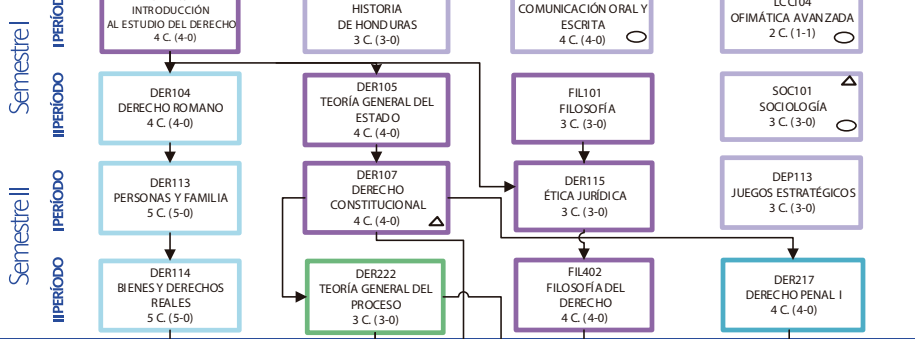 Semestre I
I PERÍODO
INTRODUCCIÓN
AL ESTUDIO DEL DERECHO
4 C. (4-0)
HISTORIA
DE HONDURAS
3 C. (3-0)
COMUNICACIÓN ORAL Y
ESCRITA
4 C. (4-0)
LCC104
OFIMÁTICA AVANZADA
2 C. (1-1)
II PERÍODO
DER104
DERECHO ROMANO
4 C. (4-0)
DER105
TEORÍA GENERAL DEL
ESTADO
4 C. (4-0)
FIL101
FILOSOFÍA
3 C. (3-0)
SOC101
SOCIOLOGÍA
3 C. (3-0)
Semestre II
I PERÍODO
DER113
PERSONAS Y FAMILIA
5 C. (5-0)
DER107
DERECHO
CONSTITUCIONAL
4 C. (4-0)
DER115
ÉTICA JURÍDICA
3 C. (3-0)
DEP113
JUEGOS ESTRATÉGICOS
3 C. (3-0)
II PERÍODO
DER114
BIENES Y DERECHOS
REALES
5 C. (5-0)
DER222
TEORÍA GENERAL DEL
PROCESO
3 C. (3-0)
FIL402
FILOSOFÍA DEL
DERECHO
4 C. (4-0)
DER217
DERECHO PENAL I
4 C. (4-0)